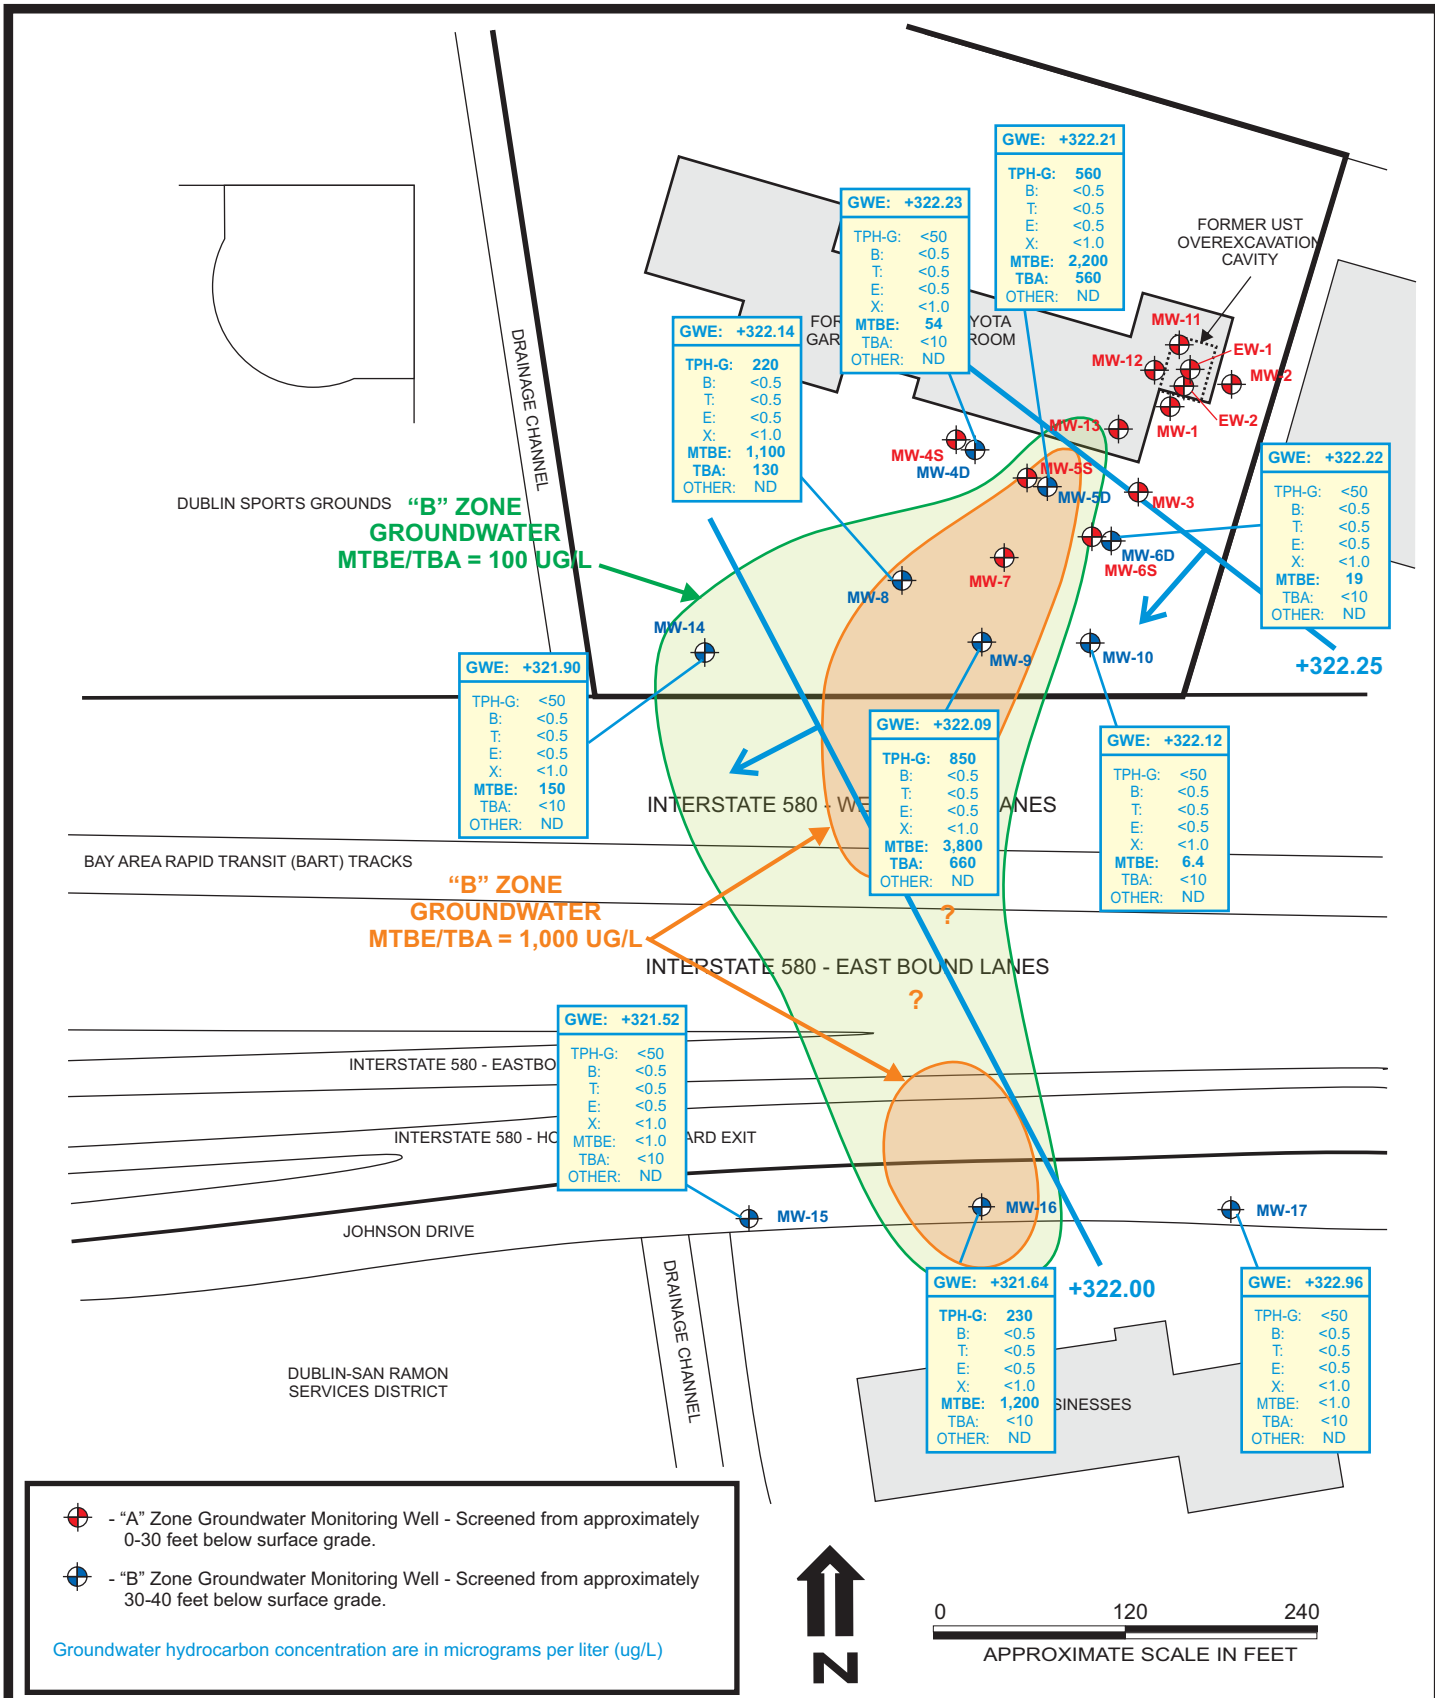 GWE: +322.21
TPH-G: 560
B: <0.5
T: <0.5
E: <0.5
X: <1.0
MTBE: 2,200
TBA: 560
OTHER: ND
GWE: +322.23
TPH-G: <50
B: <0.5
T: <0.5
E: <0.5
X: <1.0
MTBE: 54
TBA: <10
OTHER: ND
FORMER UST
OVEREXCAVATION
CAVITY
GWE: +322.14
TPH-G: 220
B: <0.5
T: <0.5
E: <0.5
X: <1.0
MTBE: 1,100
TBA: 130
OTHER: ND
FOR YOTA
GAR ROOM
MW-11
EW-1
MW-12
MW-2
EW-2
MW-1
MW-13
DRAINAGE CHANNEL
MW-4S
MW-4D
MW-5S
MW-5D
MW-3
GWE: +322.22
TPH-G: <50
B: <0.5
T: <0.5
E: <0.5
X: <1.0
MTBE: 19
TBA: <10
OTHER: ND
DUBLIN SPORTS GROUNDS
“B” ZONE
GROUNDWATER
MTBE/TBA = 100 UG/L
MW-6D
MW-6S
MW-7
MW-8
MW-14
MW-9
MW-10
+322.25
GWE: +321.90
TPH-G: <50
B: <0.5
T: <0.5
E: <0.5
X: <1.0
MTBE: 150
TBA: <10
OTHER: ND
GWE: +322.09
TPH-G: 850
B: <0.5
T: <0.5
E: <0.5
X: <1.0
MTBE: 3,800
TBA: 660
OTHER: ND
GWE: +322.12
TPH-G: <50
B: <0.5
T: <0.5
E: <0.5
X: <1.0
MTBE: 6.4
TBA: <10
OTHER: ND
INTERSTATE 580 - WE ANES
BAY AREA RAPID TRANSIT (BART) TRACKS
“B” ZONE
GROUNDWATER
MTBE/TBA = 1,000 UG/L
?
INTERSTATE 580 - EAST BOUND LANES
?
GWE: +321.52
TPH-G: <50
B: <0.5
T: <0.5
E: <0.5
X: <1.0
MTBE: <1.0
TBA: <10
OTHER: ND
INTERSTATE 580 - EASTBO
INTERSTATE 580 - HO ARD EXIT
JOHNSON DRIVE
MW-15
MW-16
MW-17
DRAINAGE CHANNEL
GWE: +321.64
TPH-G: 230
B: <0.5
T: <0.5
E: <0.5
X: <1.0
MTBE: 1,200
TBA: <10
OTHER: ND
+322.00
GWE: +322.96
TPH-G: <50
B: <0.5
T: <0.5
E: <0.5
X: <1.0
MTBE: <1.0
TBA: <10
OTHER: ND
DUBLIN-SAN RAMON
SERVICES DISTRICT
SINESSES
- “A” Zone Groundwater Monitoring Well - Screened from approximately
0-30 feet below surface grade.
- “B” Zone Groundwater Monitoring Well - Screened from approximately
30-40 feet below surface grade.
Groundwater hydrocarbon concentration are in micrograms per liter (ug/L)
N
0 120 240
APPROXIMATE SCALE IN FEET